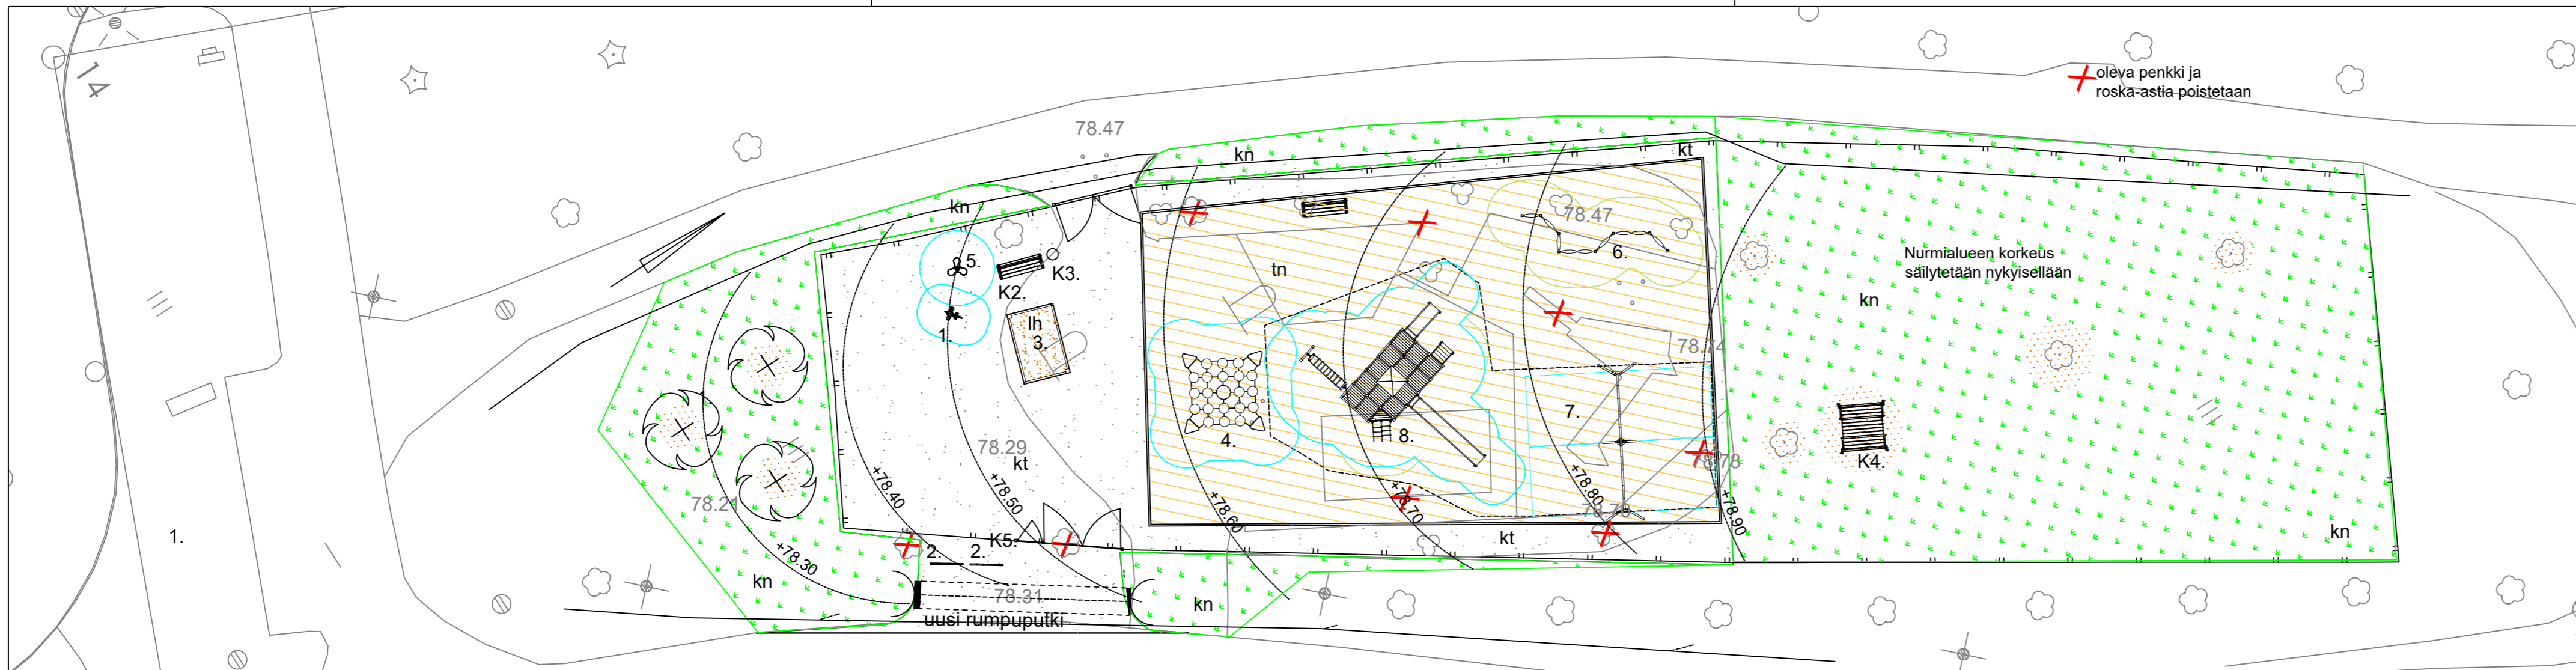 14
oleva penkki ja
roska-astia poistetaan
78.47
kn
kt
kn
78.47
tn
6.
5.
K2.
K3.
Nurmialueen korkeus
säilytetään nykyisellään
kn
1.
lh
3.
78.74
1.
7.
4.
8.
K4.
78.29
kt
78.78
+78.40
+78.50
+78.60
+78.70
+78.80
+78.90
78.21
1.
2.
2.
K5.
kt
kn
+78.30
kn
78.31
kn
uusi rumpuputki